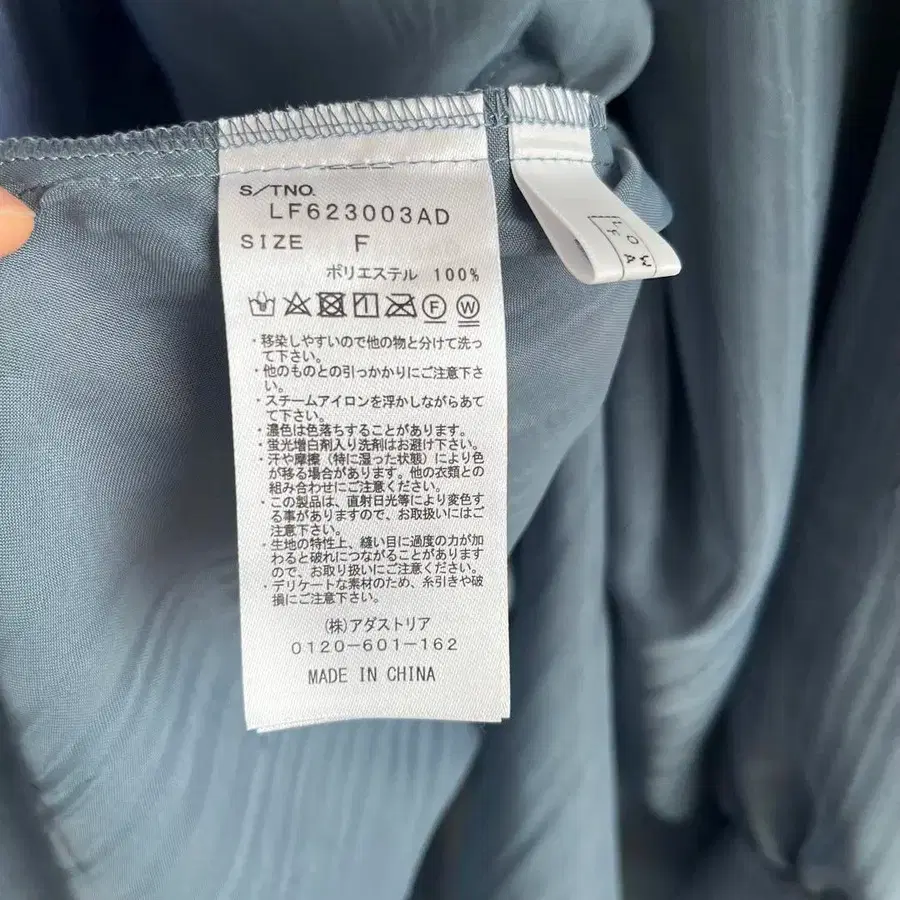 S/TNO.
LF623003AD
SIZE F
ポリエステル 100%
F W
・移染しやすいので他の物と分けて洗っ
て下さい。
・他のものとの引っかかりにご注意下さ
い。
・スチームアイロンを浮かしながらあて
て下さい。
・濃色は色落ちすることがあります。
・蛍光増白剤入り洗剤はお避け下さい。
・汗や摩擦（特に湿った状態）により色
が移る場合があります。他の衣類との
組み合わせにご注意ください。
・この製品は、直射日光等により変色す
る事がありますので、お取扱いにはご
注意下さい。
・生地の特性上、縫い目に過度の力が加
わると破れにつながることがあります
ので、お取り扱いにご注意ください。
・デリケートな素材のため、糸引きや破
損にご注意ください。
(株)アダストリア
0120-601-162
MADE IN CHINA
LOW